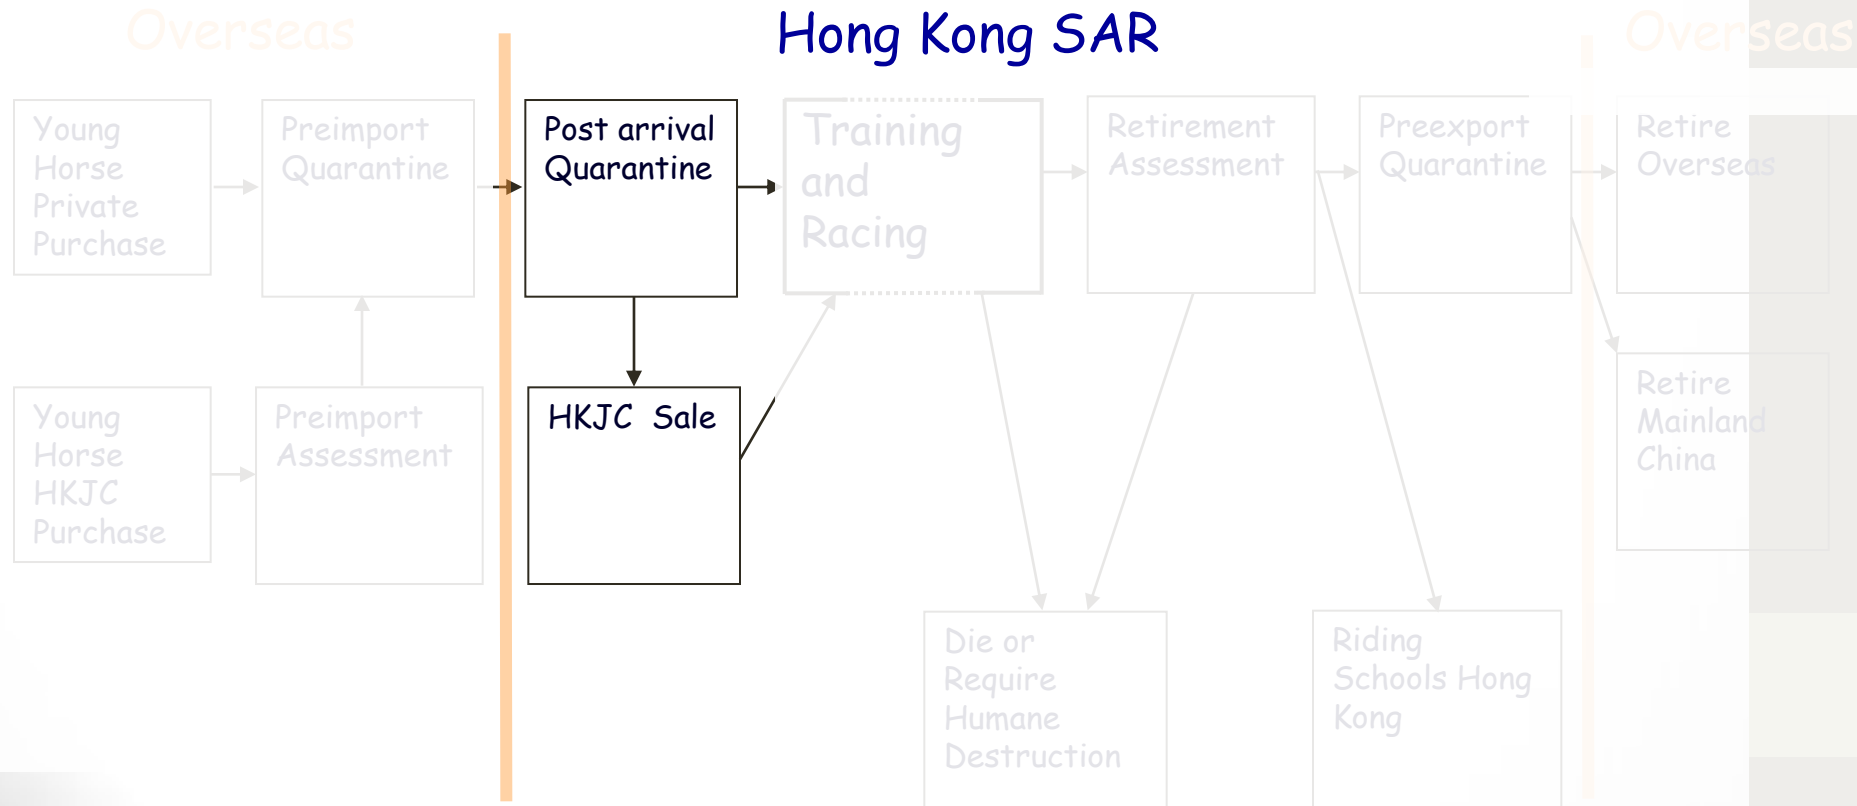 Overseas
Hong Kong SAR
Overseas
Young
Horse
Private
Purchase
Preimport
Quarantine
Post arrival
Quarantine
Training
and
Racing
Retirement
Assessment
Preexport
Quarantine
Retire
Overseas
Young
Horse
HKJC
Purchase
Preimport
Assessment
HKJC  Sale
Retire
Mainland
China
Die or
Require
Humane
Destruction
Riding
Schools Hong
Kong